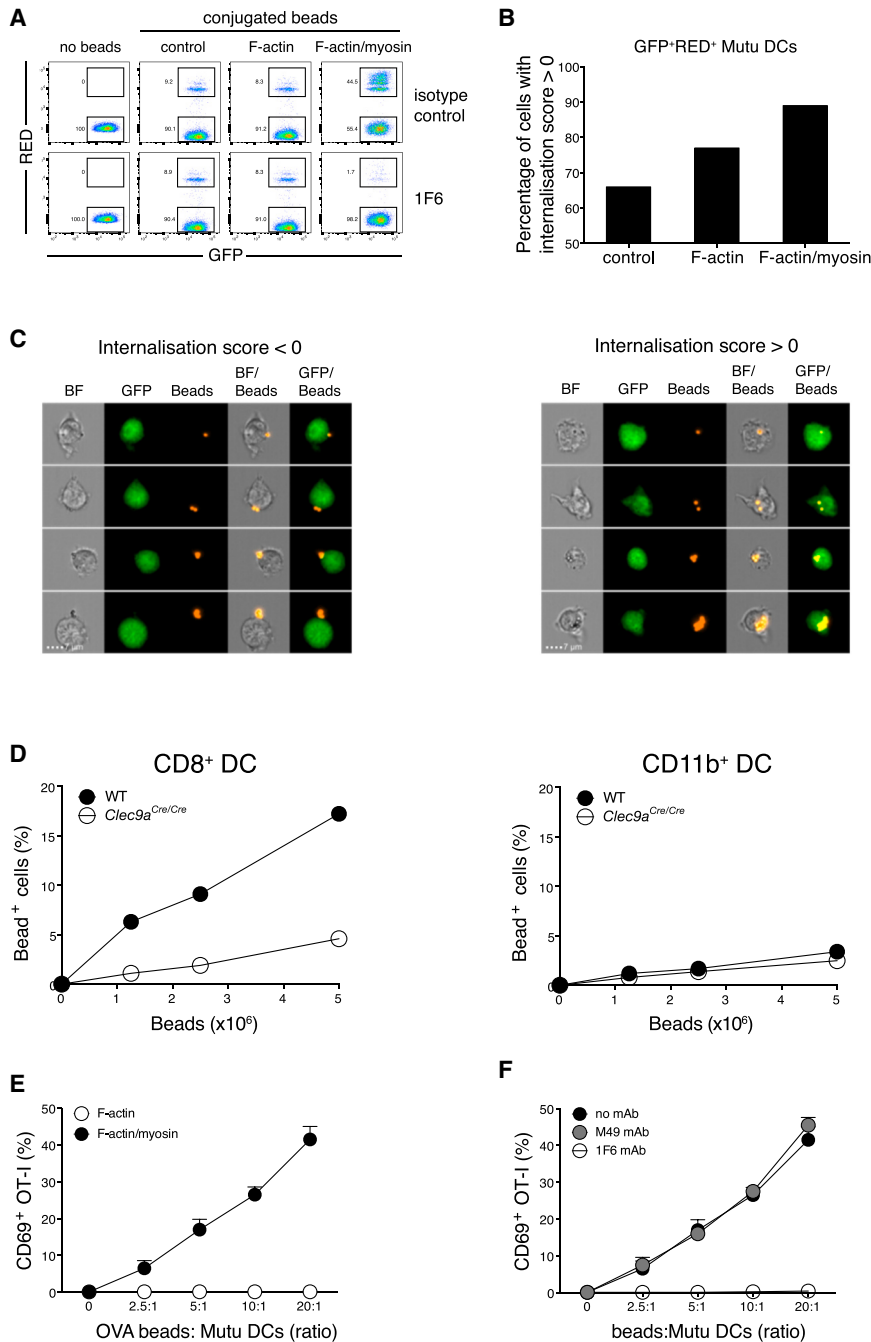 A
conjugated beads
no beads control F-actin F-actin/myosin
0 9.2 8.3 44.5
100 90.1 91.2 55.4
isotype
control
0 8.9 8.3 1.7
100.0 90.4 91.0 98.2
1F6
RED
GFP
B
GFP⁺RED⁺ Mutu DCs
Percentage of cells with
internalisation score > 0
100
90
80
70
60
50
control F-actin F-actin/myosin
C
Internalisation score < 0
BF GFP Beads BF/
Beads GFP/
Beads
7 µm
Internalisation score > 0
BF GFP Beads BF/
Beads GFP/
Beads
7 µm
D
CD8⁺ DC
WT
Clec9aCre/Cre
Bead⁺ cells (%)
20
15
10
5
0
0 1 2 3 4 5
Beads (x10⁶)
CD11b⁺ DC
WT
Clec9aCre/Cre
Bead⁺ cells (%)
20
15
10
5
0
0 1 2 3 4 5
Beads (x10⁶)
E
F-actin
F-actin/myosin
CD69⁺ OT-I (%)
50
40
30
20
10
0
0 2.5:1 5:1 10:1 20:1
OVA beads: Mutu DCs (ratio)
F
no mAb
M49 mAb
1F6 mAb
CD69⁺ OT-I (%)
50
40
30
20
10
0
0 2.5:1 5:1 10:1 20:1
beads:Mutu DCs (ratio)